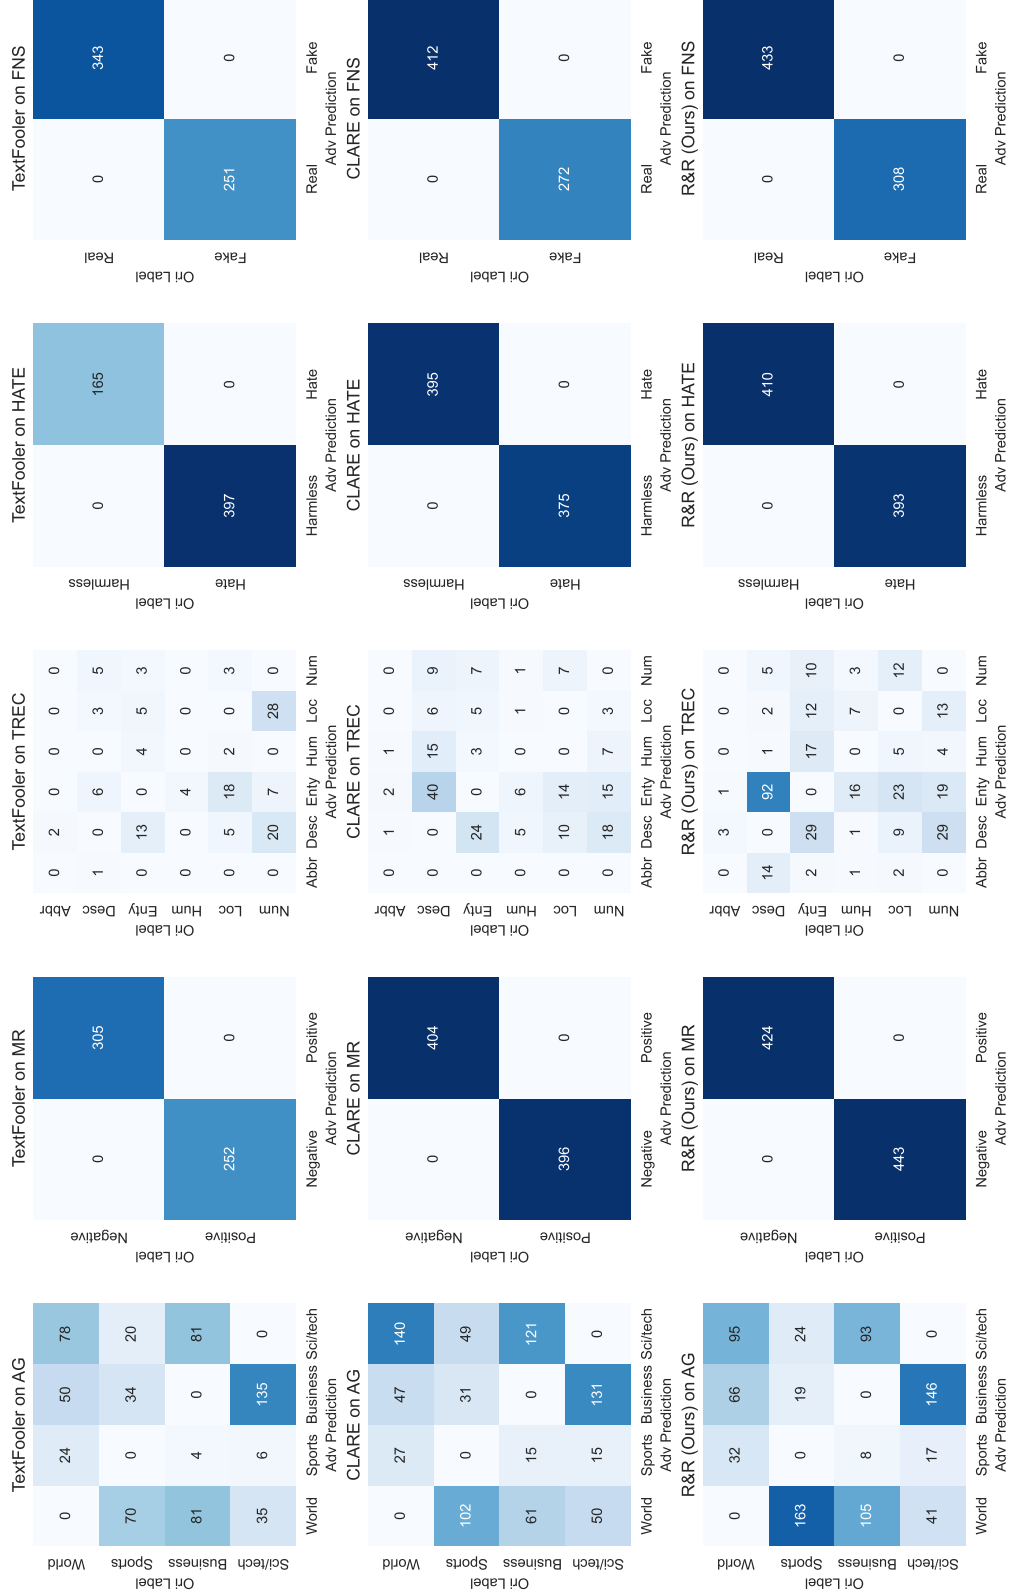 TextFooler on AG
Ori Label
World
0 24 50 78
Sports
70 0 34 20
Business
81 4 0 81
Sci/tech
35 6 135 0
World Sports Business Sci/tech
Adv Prediction
TextFooler on MR
Ori Label
Negative
0 305
Positive
252 0
Negative Positive
Adv Prediction
TextFooler on TREC
Ori Label
Abbr
0 2 0 0 0 0
Desc
1 0 6 0 3 5
Enty
0 13 0 4 5 3
Hum
0 0 4 0 0 0
Loc
0 5 18 2 0 3
Num
0 20 7 0 28 0
Abbr Desc Enty Hum Loc Num
Adv Prediction
TextFooler on HATE
Ori Label
Harmless
0 165
Hate
397 0
Harmless Hate
Adv Prediction
TextFooler on FNS
Ori Label
Real
0 343
Fake
251 0
Real Fake
Adv Prediction
CLARE on AG
Ori Label
World
0 27 47 140
Sports
102 0 31 49
Business
61 15 0 121
Sci/tech
50 15 131 0
World Sports Business Sci/tech
Adv Prediction
CLARE on MR
Ori Label
Negative
0 404
Positive
396 0
Negative Positive
Adv Prediction
CLARE on TREC
Ori Label
Abbr
0 1 2 1 0 0
Desc
0 0 40 15 6 9
Enty
0 24 0 3 5 7
Hum
0 5 6 0 1 1
Loc
0 10 14 0 0 7
Num
0 18 15 7 3 0
Abbr Desc Enty Hum Loc Num
Adv Prediction
CLARE on HATE
Ori Label
Harmless
0 395
Hate
375 0
Harmless Hate
Adv Prediction
CLARE on FNS
Ori Label
Real
0 412
Fake
272 0
Real Fake
Adv Prediction
R&R (Ours) on AG
Ori Label
World
0 32 66 95
Sports
163 0 19 24
Business
105 8 0 93
Sci/tech
41 17 146 0
World Sports Business Sci/tech
Adv Prediction
R&R (Ours) on MR
Ori Label
Negative
0 424
Positive
443 0
Negative Positive
Adv Prediction
R&R (Ours) on TREC
Ori Label
Abbr
0 3 1 0 0 0
Desc
14 0 92 1 2 5
Enty
2 29 0 17 12 10
Hum
1 1 16 0 7 3
Loc
2 9 23 5 0 12
Num
0 29 19 4 13 0
Abbr Desc Enty Hum Loc Num
Adv Prediction
R&R (Ours) on HATE
Ori Label
Harmless
0 410
Hate
393 0
Harmless Hate
Adv Prediction
R&R (Ours) on FNS
Ori Label
Real
0 433
Fake
308 0
Real Fake
Adv Prediction